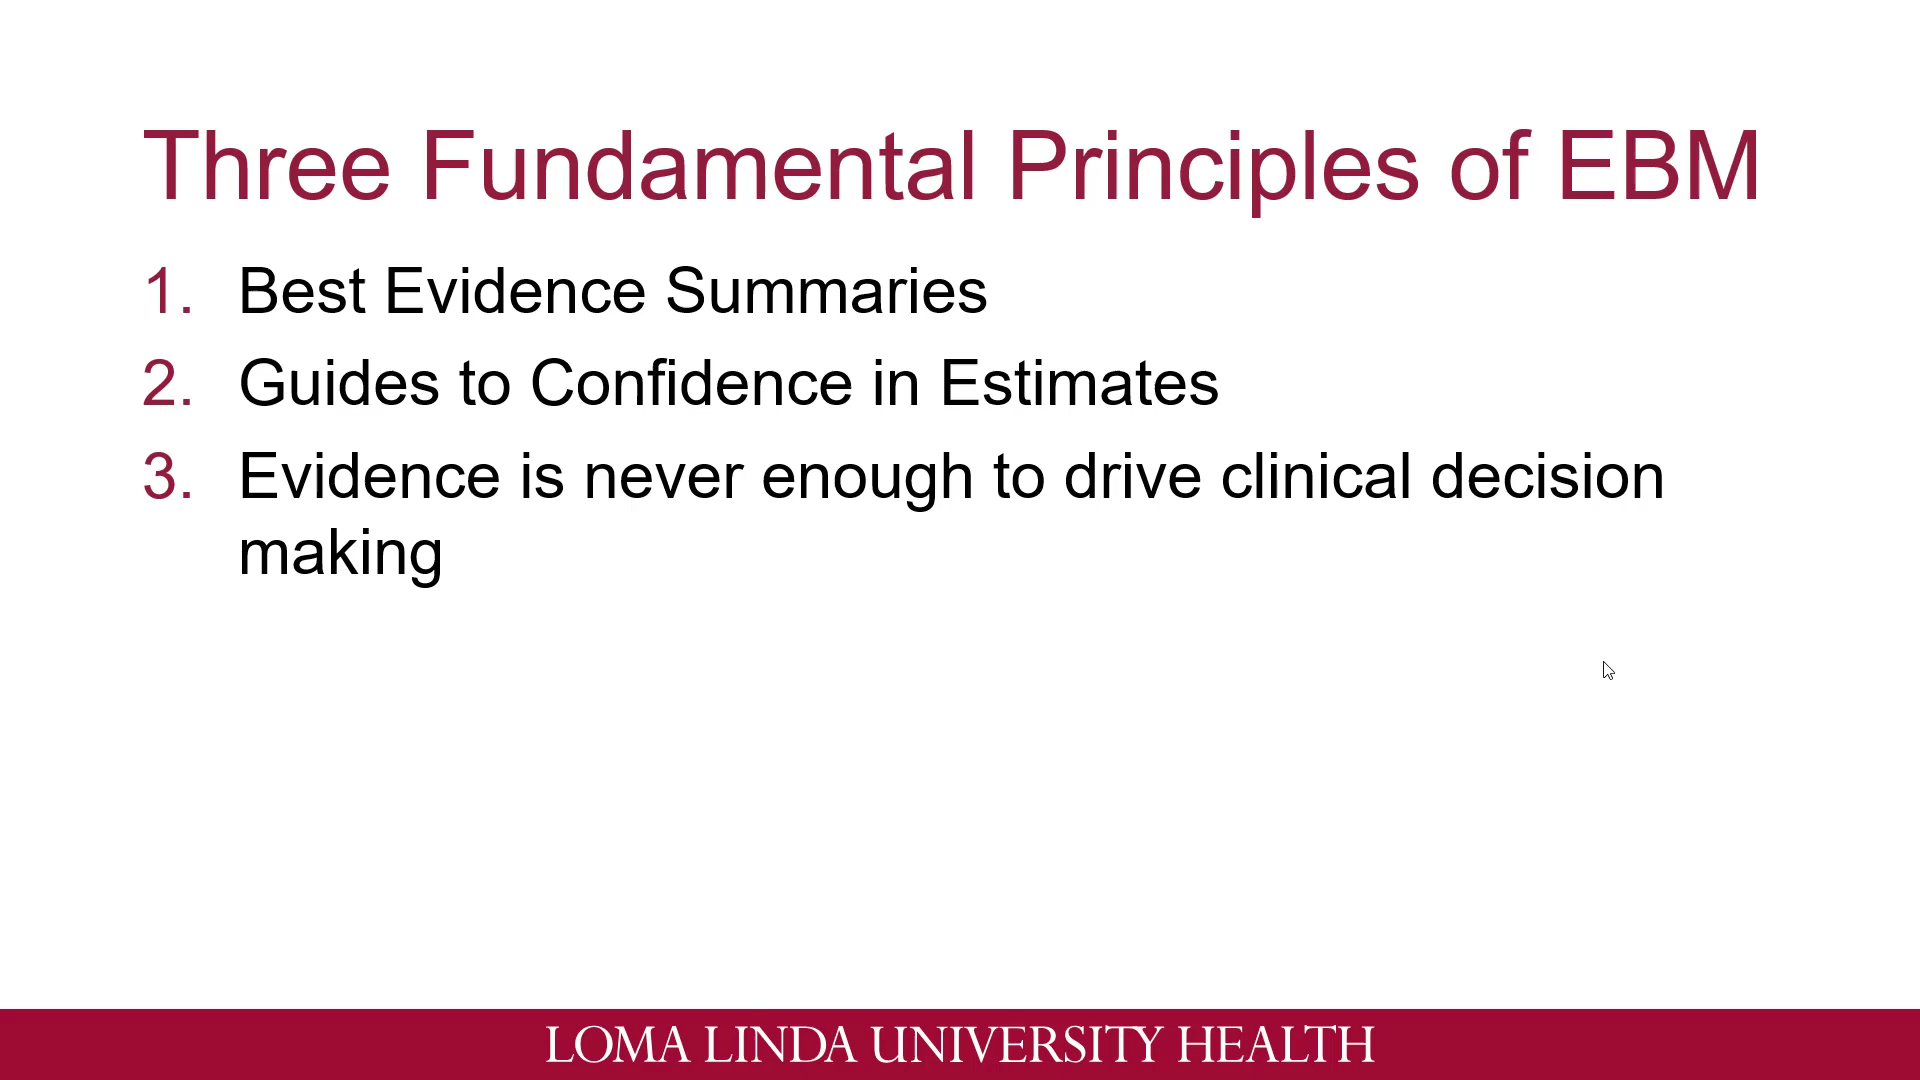 Three Fundamental Principles of EBM
1. Best Evidence Summaries
2. Guides to Confidence in Estimates
3. Evidence is never enough to drive clinical decision
making
LOMA LINDA UNIVERSITY HEALTH